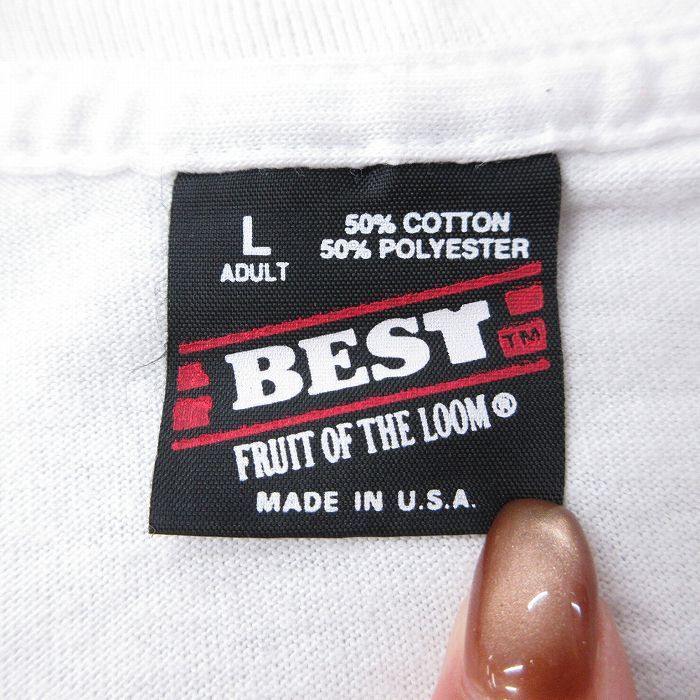 L
ADULT
50% COTTON
50% POLYESTER
BEST
TM
FRUIT OF THE LOOM®
MADE IN U.S.A.